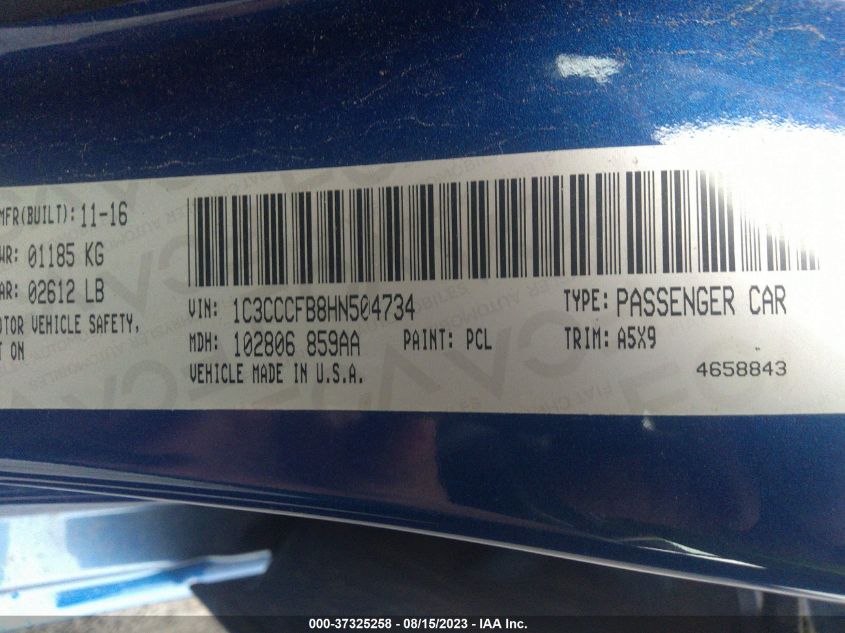 MFR(BUILT): 11-16
WR: 01185 KG
AR: 02612 LB
OTOR VEHICLE SAFETY,
T ON
VIN: 1C3CCCFB8HN504734
TYPE: PASSENGER CAR
MDH: 102806 859AA
PAINT: PCL
TRIM: A5X9
VEHICLE MADE IN U.S.A.
4658843
000-37325258 - 08/15/2023 - IAA Inc.